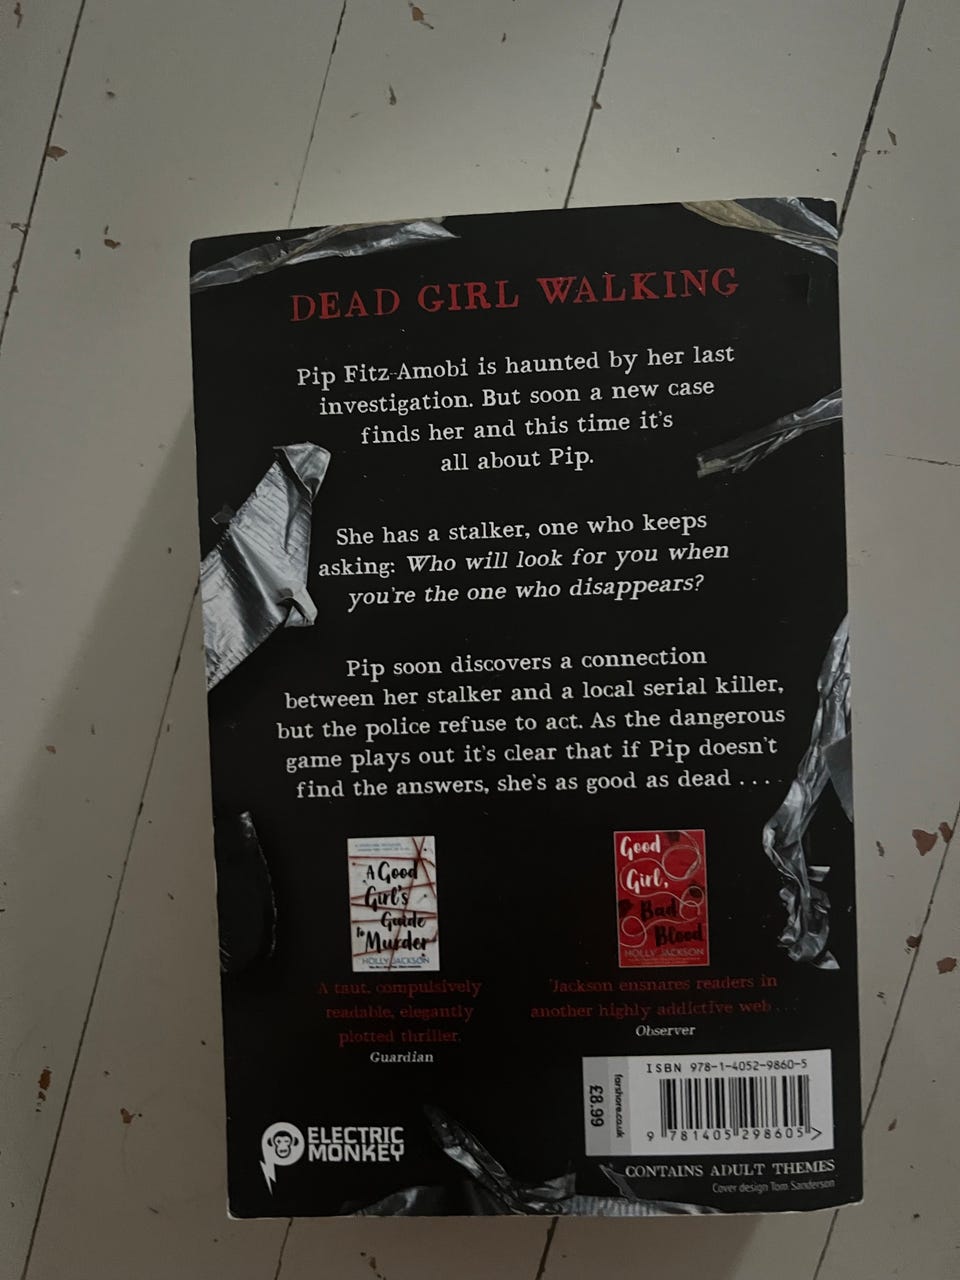 DEAD GIRL WALKING
Pip Fitz-Amobi is haunted by her last
investigation. But soon a new case
finds her and this time it's
all about Pip.
She has a stalker, one who keeps
asking: Who will look for you when
you're the one who disappears?
Pip soon discovers a connection
between her stalker and a local serial killer,
but the police refuse to act. As the dangerous
game plays out it's clear that if Pip doesn't
find the answers, she's as good as dead ....
A Good
Girl's
Guide
to Murder
HOLLY JACKSON
Good
Girl,
Bad
Blood
HOLLY JACKSON
A taut, compulsively
readable, elegantly
plotted thriller.
Guardian
'Jackson ensnares readers in
another highly addictive web ...
Observer
ISBN 978-1-4052-9860-5
farshore.co.uk
£8.99
9 781405 298605 >
ELECTRIC
MONKEY
CONTAINS ADULT THEMES
Cover design Tom Sanderson